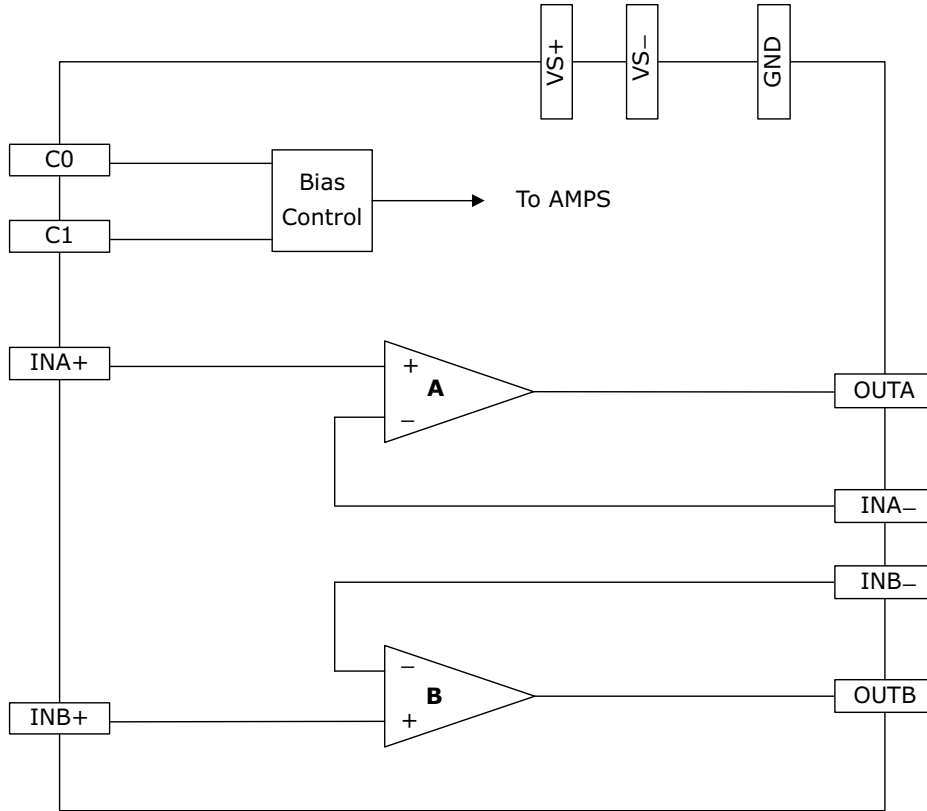 VS+
VS−
GND
C0
Bias
Control
To AMPS
C1
INA+
+
A
−
OUTA
INA−
INB−
−
B
+
OUTB
INB+